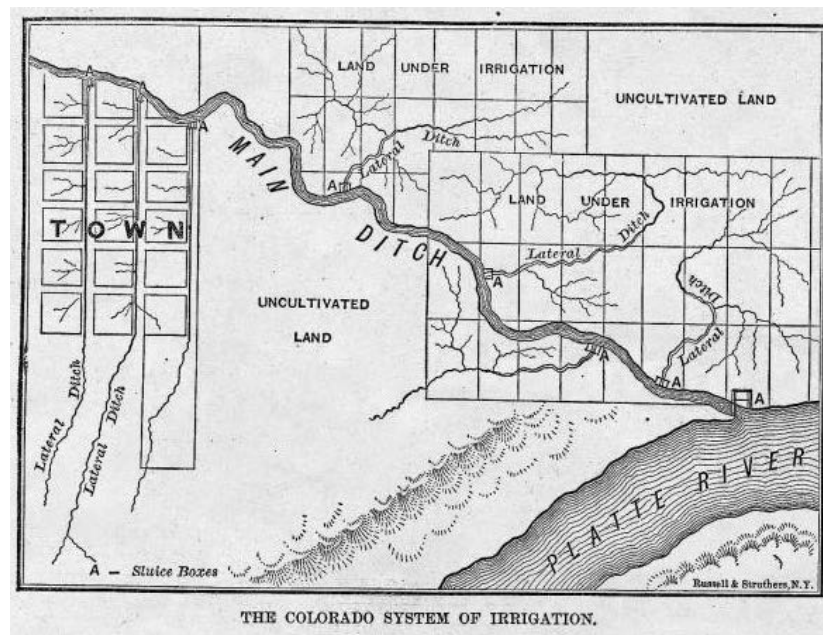 LAND UNDER IRRIGATION
UNCULTIVATED LAND
A
A
A
MAIN
DITCH
Lateral Ditch
A
LAND UNDER IRRIGATION
TOWN
Lateral Ditch
A
UNCULTIVATED
LAND
Lateral Ditch
A
A
A
Lateral Ditch
Lateral Ditch
PLATTE RIVER
A — Sluice Boxes
Russell & Struthers, N.Y.
THE COLORADO SYSTEM OF IRRIGATION.